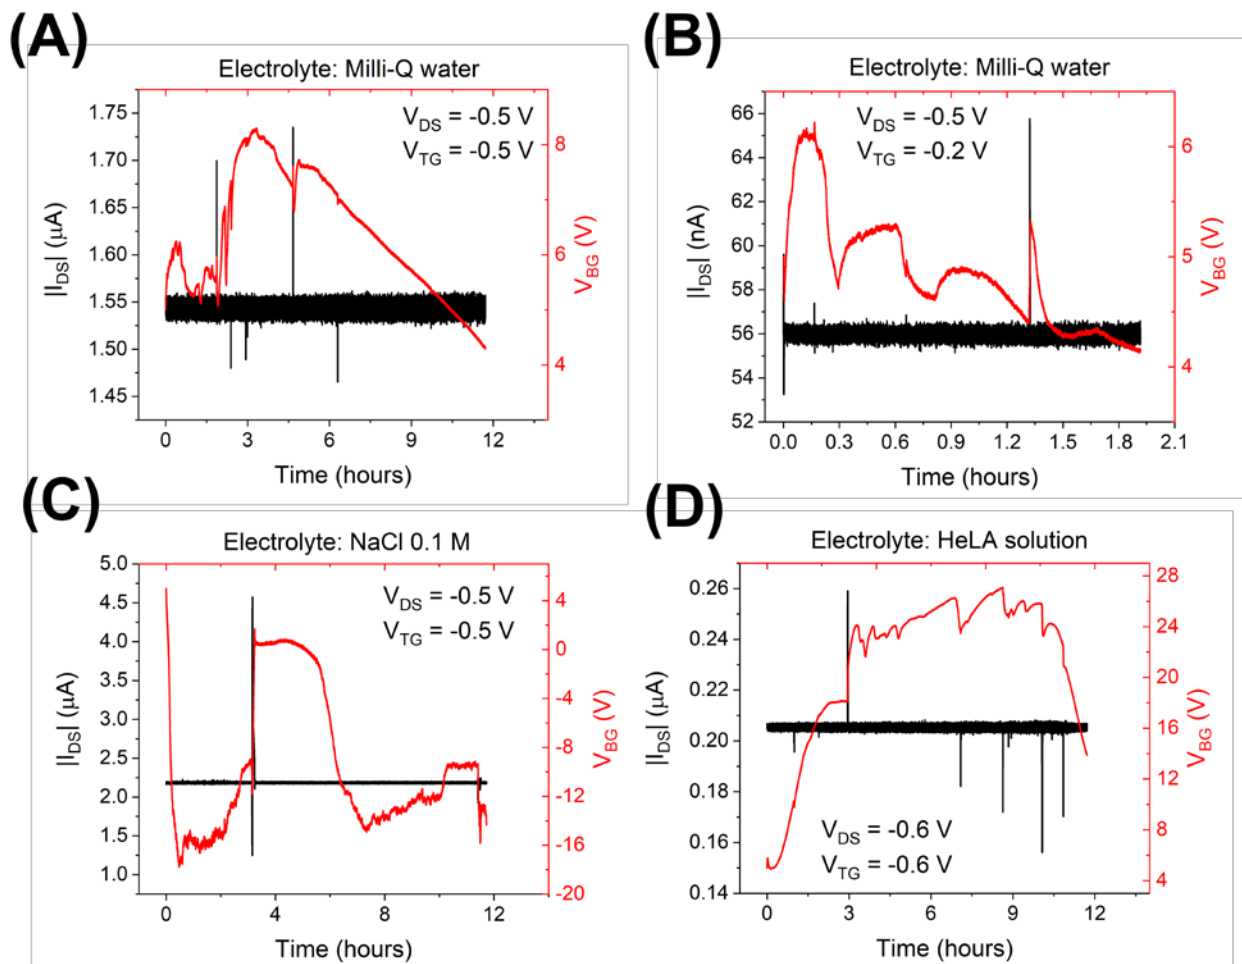 (A)
Electrolyte: Milli-Q water
V_DS = -0.5 V
V_TG = -0.5 V
|I_DS| (μA)
1.75
1.70
1.65
1.60
1.55
1.50
1.45
8
6
4
V_BG (V)
0 3 6 9 12
Time (hours)
(B)
Electrolyte: Milli-Q water
V_DS = -0.5 V
V_TG = -0.2 V
|I_DS| (nA)
66
64
62
60
58
56
54
52
6
5
4
V_BG (V)
0.0 0.3 0.6 0.9 1.2 1.5 1.8 2.1
Time (hours)
(C)
Electrolyte: NaCl 0.1 M
V_DS = -0.5 V
V_TG = -0.5 V
|I_DS| (μA)
5.0
4.5
4.0
3.5
3.0
2.5
2.0
1.5
1.0
4
0
-4
-8
-12
-16
-20
V_BG (V)
0 4 8 12
Time (hours)
(D)
Electrolyte: HeLA solution
V_DS = -0.6 V
V_TG = -0.6 V
|I_DS| (μA)
0.26
0.24
0.22
0.20
0.18
0.16
0.14
28
24
20
16
12
8
4
V_BG (V)
0 3 6 9 12
Time (hours)